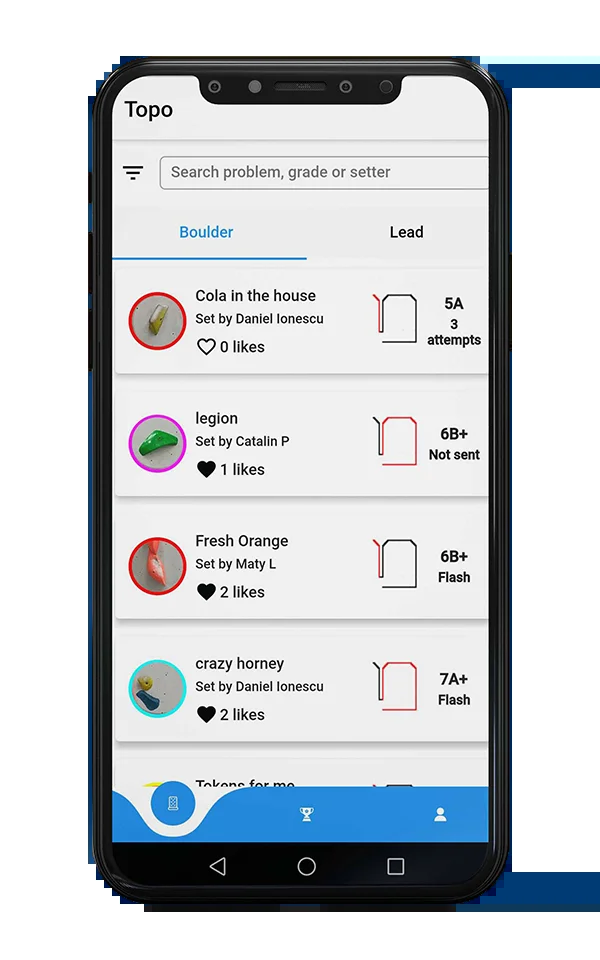 Topo
Search problem, grade or setter
Boulder
Lead
Cola in the house
Set by Daniel Ionescu
0 likes
5A
3
attempts
legion
Set by Catalin P
1 likes
6B+
Not sent
Fresh Orange
Set by Maty L
2 likes
6B+
Flash
crazy horney
Set by Daniel Ionescu
2 likes
7A+
Flash
Tokens for me